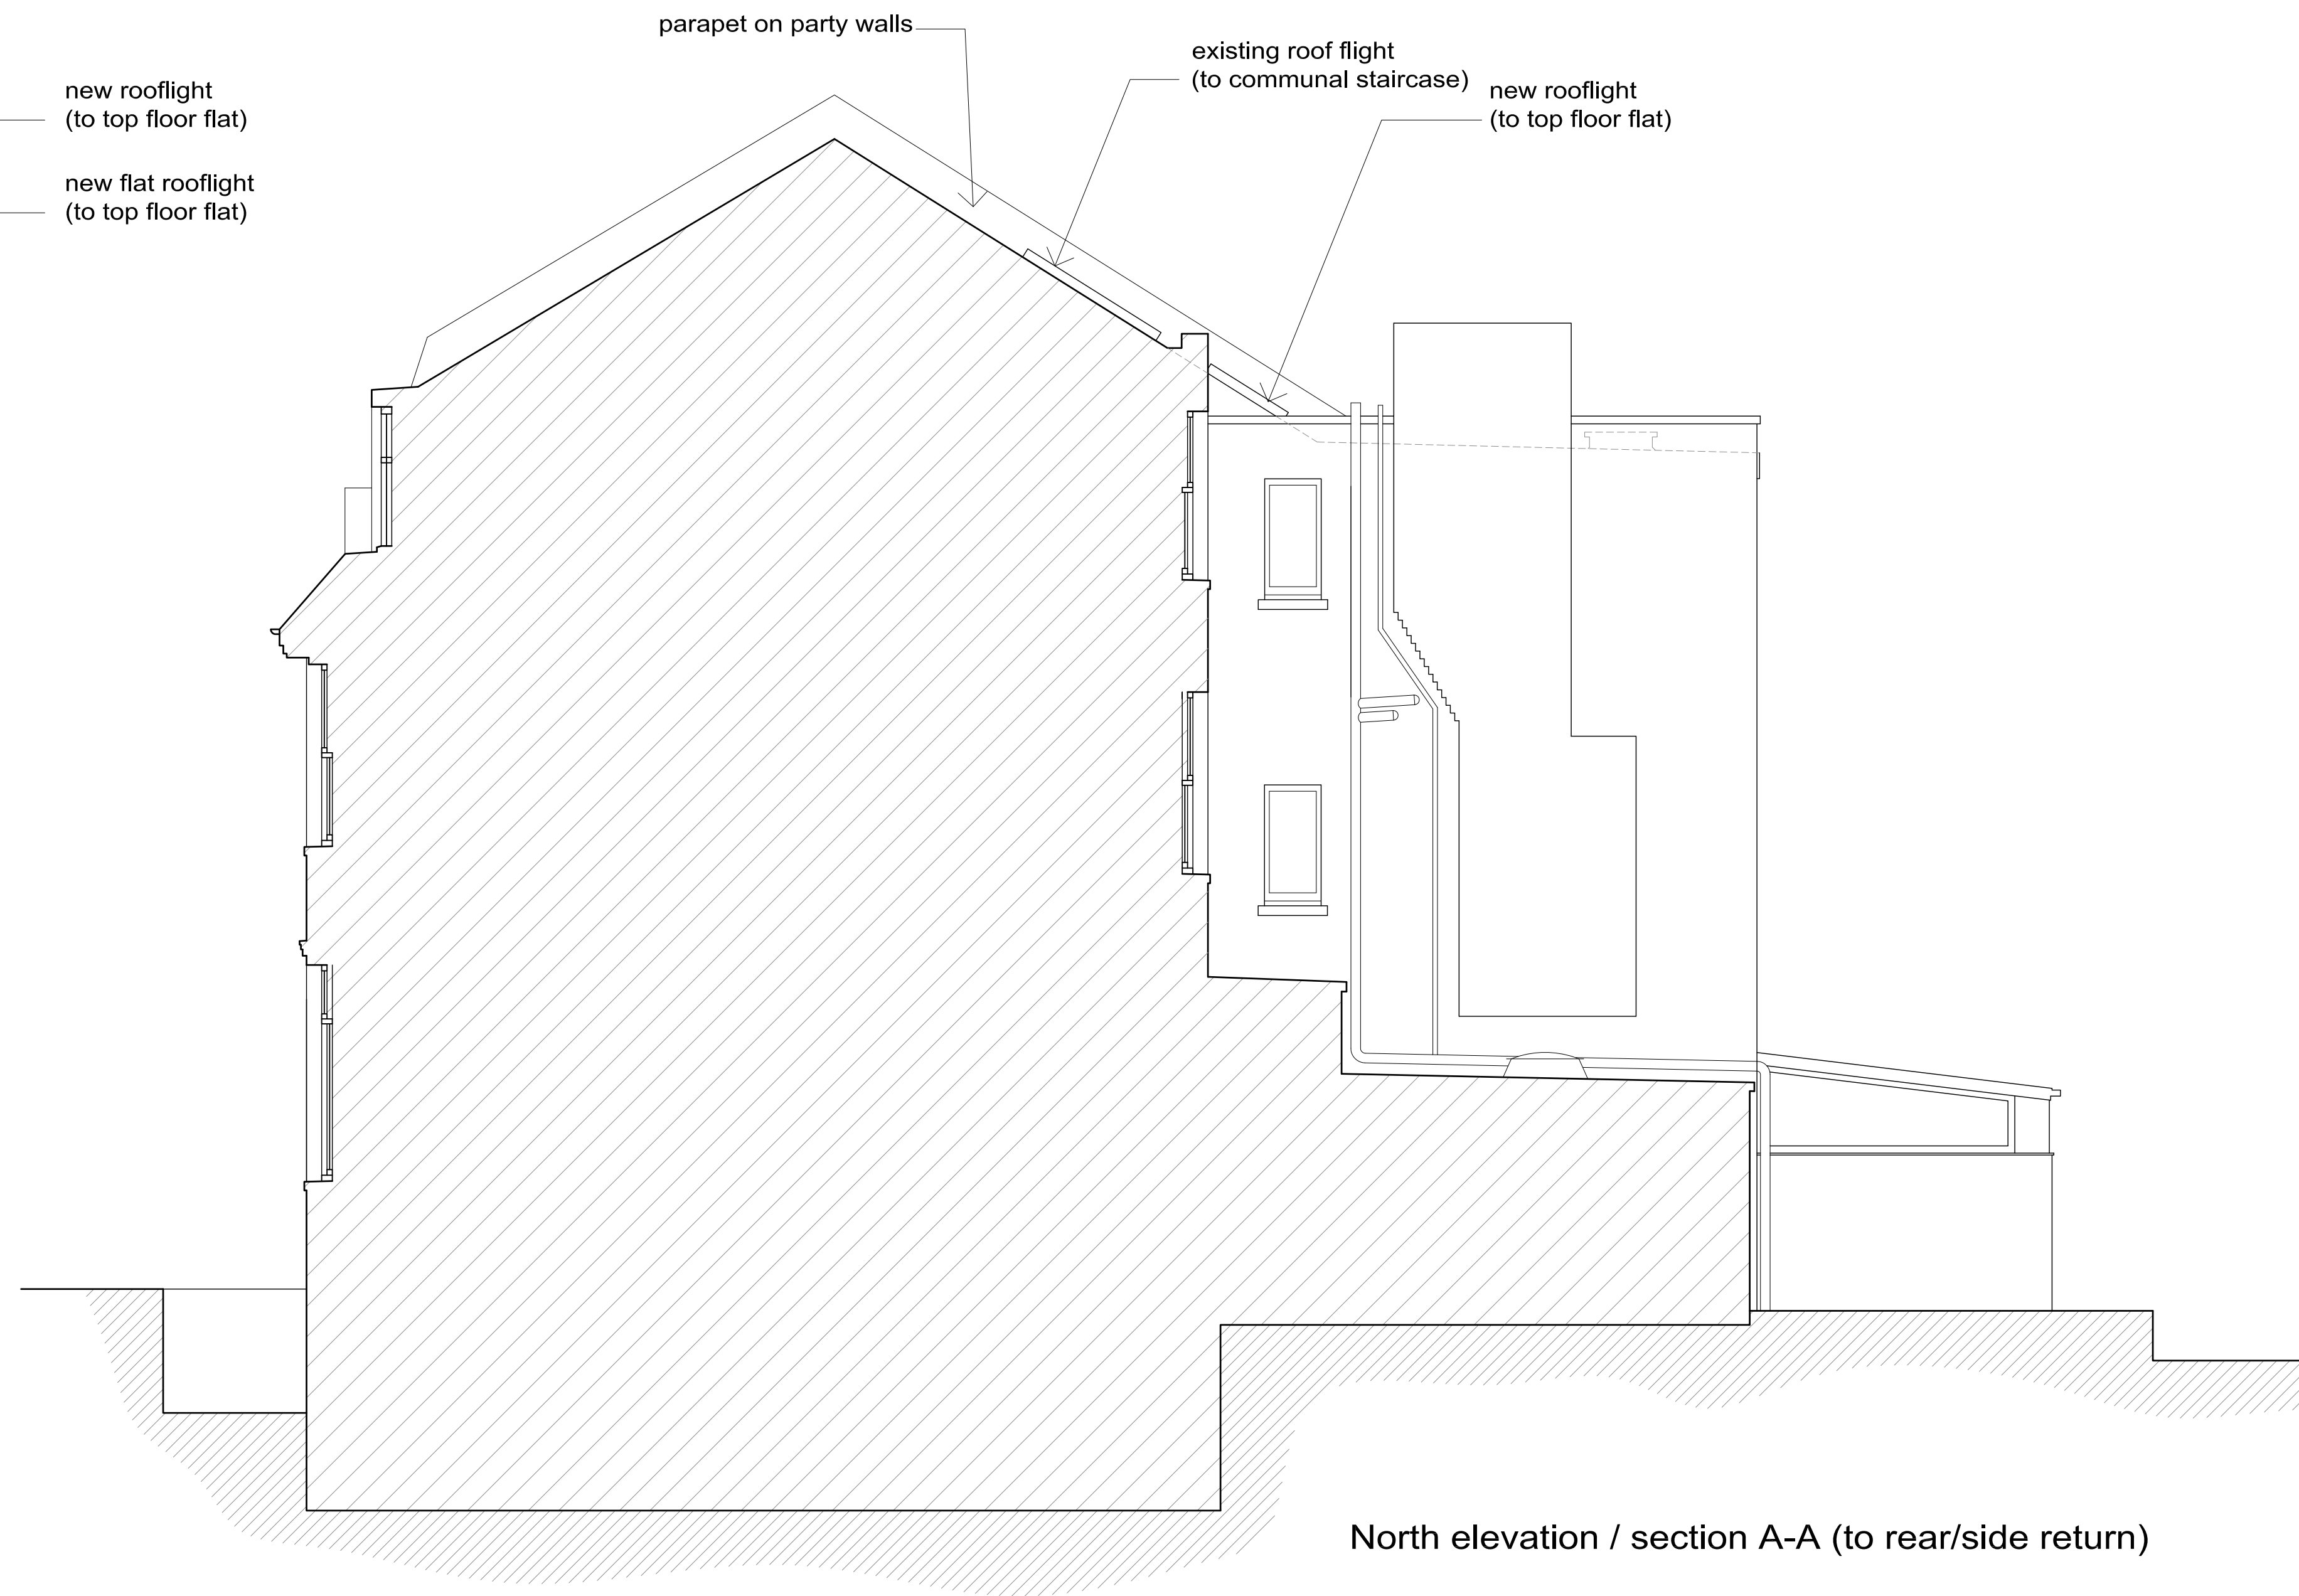 parapet on party walls
existing roof flight
(to communal staircase)
new rooflight
(to top floor flat)
new rooflight
(to top floor flat)
new flat rooflight
(to top floor flat)
North elevation / section A-A (to rear/side return)